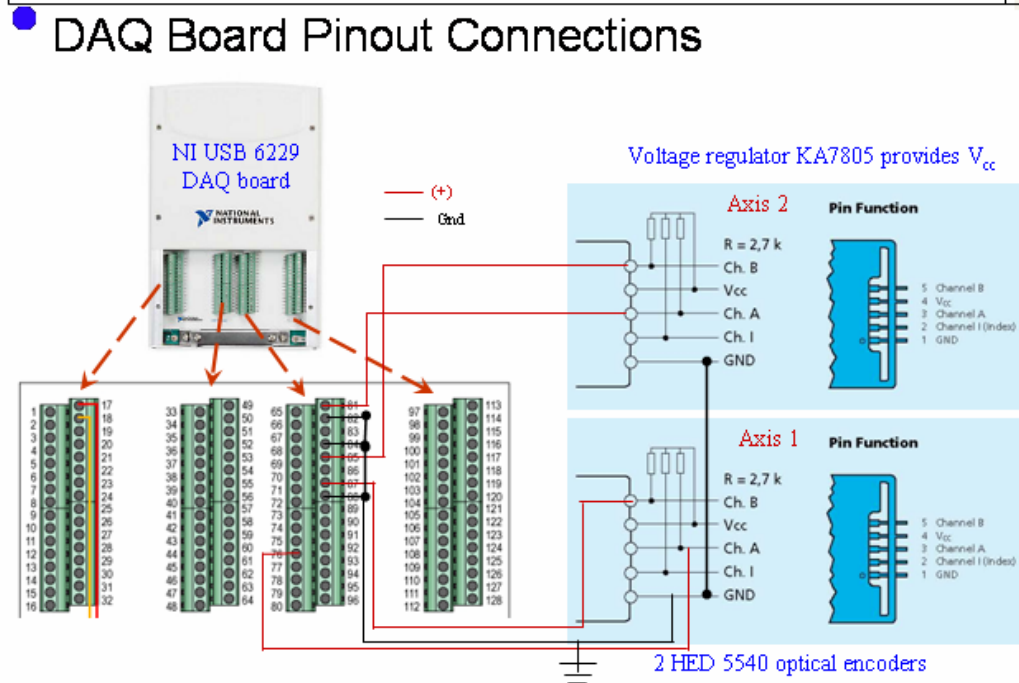 DAQ Board Pinout Connections
NI USB 6229
DAQ board
NATIONAL
INSTRUMENTS
(+)
Gnd
Voltage regulator KA7805 provides Vcc
Axis 2
Pin Function
R = 2,7 k
Ch. B
Vcc
Ch. A
Ch. I
GND
5 Channel B
4 VCC
3 Channel A
2 Channel I (Index)
1 GND
Axis 1
Pin Function
R = 2,7 k
Ch. B
Vcc
Ch. A
Ch. I
GND
5 Channel B
4 VCC
3 Channel A
2 Channel I (Index)
1 GND
1 17
2 18
3 19
4 20
5 21
6 22
7 23
8 24
9 25
10 26
11 27
12 28
13 29
14 30
15 31
16 32
33 49
34 50
35 51
36 52
37 53
38 54
39 55
40 56
41 57
42 58
43 59
44 60
45 61
46 62
47 63
48 64
65 81
66 82
67 83
68 84
69 85
70 86
71 87
72 88
73 89
74 90
75 91
76 92
77 93
78 94
79 95
80 96
97 113
98 114
99 115
100 116
101 117
102 118
103 119
104 120
105 121
106 122
107 123
108 124
109 125
110 126
111 127
112 128
2 HED 5540 optical encoders